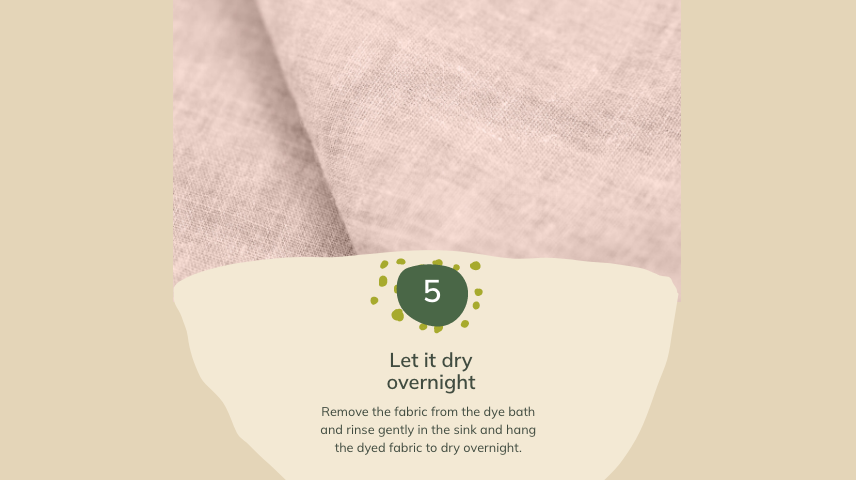 5
Let it dry
overnight
Remove the fabric from the dye bath
and rinse gently in the sink and hang
the dyed fabric to dry overnight.